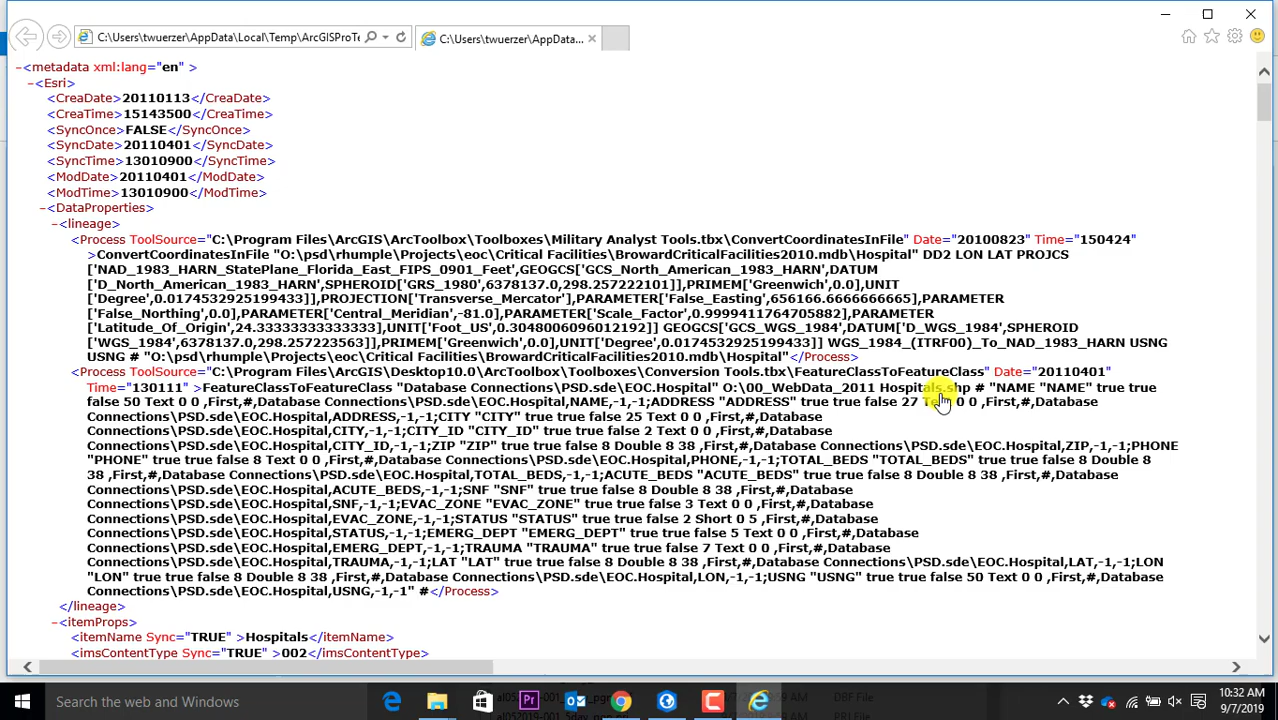 C:\Users\twuerzer\AppData\Local\Temp\ArcGISProTe
C:\Users\twuerzer\AppData...
−<metadata xml:lang="en" >
−<Esri>
<CreaDate>20110113</CreaDate>
<CreaTime>15143500</CreaTime>
<SyncOnce>FALSE</SyncOnce>
<SyncDate>20110401</SyncDate>
<SyncTime>13010900</SyncTime>
<ModDate>20110401</ModDate>
<ModTime>13010900</ModTime>
−<DataProperties>
−<lineage>
<Process ToolSource="C:\Program Files\ArcGIS\ArcToolbox\Toolboxes\Military Analyst Tools.tbx\ConvertCoordinatesInFile" Date="20100823" Time="150424"
>ConvertCoordinatesInFile "O:\psd\rhumple\Projects\eoc\Critical Facilities\BrowardCriticalFacilities2010.mdb\Hospital" DD2 LON LAT PROJCS
['NAD_1983_HARN_StatePlane_Florida_East_FIPS_0901_Feet',GEOGCS['GCS_North_American_1983_HARN',DATUM
['D_North_American_1983_HARN',SPHEROID['GRS_1980',6378137.0,298.257222101]],PRIMEM['Greenwich',0.0],UNIT
['Degree',0.0174532925199433]],PROJECTION['Transverse_Mercator'],PARAMETER['False_Easting',656166.6666666665],PARAMETER
['False_Northing',0.0],PARAMETER['Central_Meridian',-81.0],PARAMETER['Scale_Factor',0.9999411764705882],PARAMETER
['Latitude_Of_Origin',24.33333333333333],UNIT['Foot_US',0.3048006096012192]] GEOGCS['GCS_WGS_1984',DATUM['D_WGS_1984',SPHEROID
['WGS_1984',6378137.0,298.257223563]],PRIMEM['Greenwich',0.0],UNIT['Degree',0.0174532925199433]] WGS_1984_(ITRF00)_To_NAD_1983_HARN USNG
USNG # "O:\psd\rhumple\Projects\eoc\Critical Facilities\BrowardCriticalFacilities2010.mdb\Hospital"</Process>
<Process ToolSource="C:\Program Files\ArcGIS\Desktop10.0\ArcToolbox\Toolboxes\Conversion Tools.tbx\FeatureClassToFeatureClass" Date="20110401"
Time="130111" >FeatureClassToFeatureClass "Database Connections\PSD.sde\EOC.Hospital" O:\00_WebData_2011 Hospitals.shp # "NAME "NAME" true true
false 50 Text 0 0 ,First,#,Database Connections\PSD.sde\EOC.Hospital,NAME,-1,-1;ADDRESS "ADDRESS" true true false 27 Text 0 0 ,First,#,Database
Connections\PSD.sde\EOC.Hospital,ADDRESS,-1,-1;CITY "CITY" true true false 25 Text 0 0 ,First,#,Database
Connections\PSD.sde\EOC.Hospital,CITY,-1,-1;CITY_ID "CITY_ID" true true false 2 Text 0 0 ,First,#,Database
Connections\PSD.sde\EOC.Hospital,CITY_ID,-1,-1;ZIP "ZIP" true true false 8 Double 8 38 ,First,#,Database Connections\PSD.sde\EOC.Hospital,ZIP,-1,-1;PHONE
"PHONE" true true false 8 Text 0 0 ,First,#,Database Connections\PSD.sde\EOC.Hospital,PHONE,-1,-1;TOTAL_BEDS "TOTAL_BEDS" true true false 8 Double 8
38 ,First,#,Database Connections\PSD.sde\EOC.Hospital,TOTAL_BEDS,-1,-1;ACUTE_BEDS "ACUTE_BEDS" true true false 8 Double 8 38 ,First,#,Database
Connections\PSD.sde\EOC.Hospital,ACUTE_BEDS,-1,-1;SNF "SNF" true true false 8 Double 8 38 ,First,#,Database
Connections\PSD.sde\EOC.Hospital,SNF,-1,-1;EVAC_ZONE "EVAC_ZONE" true true false 3 Text 0 0 ,First,#,Database
Connections\PSD.sde\EOC.Hospital,EVAC_ZONE,-1,-1;STATUS "STATUS" true true false 2 Short 0 5 ,First,#,Database
Connections\PSD.sde\EOC.Hospital,STATUS,-1,-1;EMERG_DEPT "EMERG_DEPT" true true false 5 Text 0 0 ,First,#,Database
Connections\PSD.sde\EOC.Hospital,EMERG_DEPT,-1,-1;TRAUMA "TRAUMA" true true false 7 Text 0 0 ,First,#,Database
Connections\PSD.sde\EOC.Hospital,TRAUMA,-1,-1;LAT "LAT" true true false 8 Double 8 38 ,First,#,Database Connections\PSD.sde\EOC.Hospital,LAT,-1,-1;LON
"LON" true true false 8 Double 8 38 ,First,#,Database Connections\PSD.sde\EOC.Hospital,LON,-1,-1;USNG "USNG" true true false 50 Text 0 0 ,First,#,Database
Connections\PSD.sde\EOC.Hospital,USNG,-1,-1" #</Process>
</lineage>
−<itemProps>
<itemName Sync="TRUE" >Hospitals</itemName>
<imsContentType Sync="TRUE" >002</imsContentType>
Search the web and Windows
10:32 AM
9/7/2019